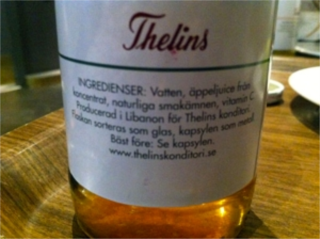 Thelins
INGREDIENSER: Vatten, äppeljuice från
koncentrat, naturliga smakämnen, vitamin C
Producerad i Libanon för Thelins konditori.
Flaskan sorteras som glas, kapsylen som metall.
Bäst före: Se kapsylen.
www.thelinskonditori.se